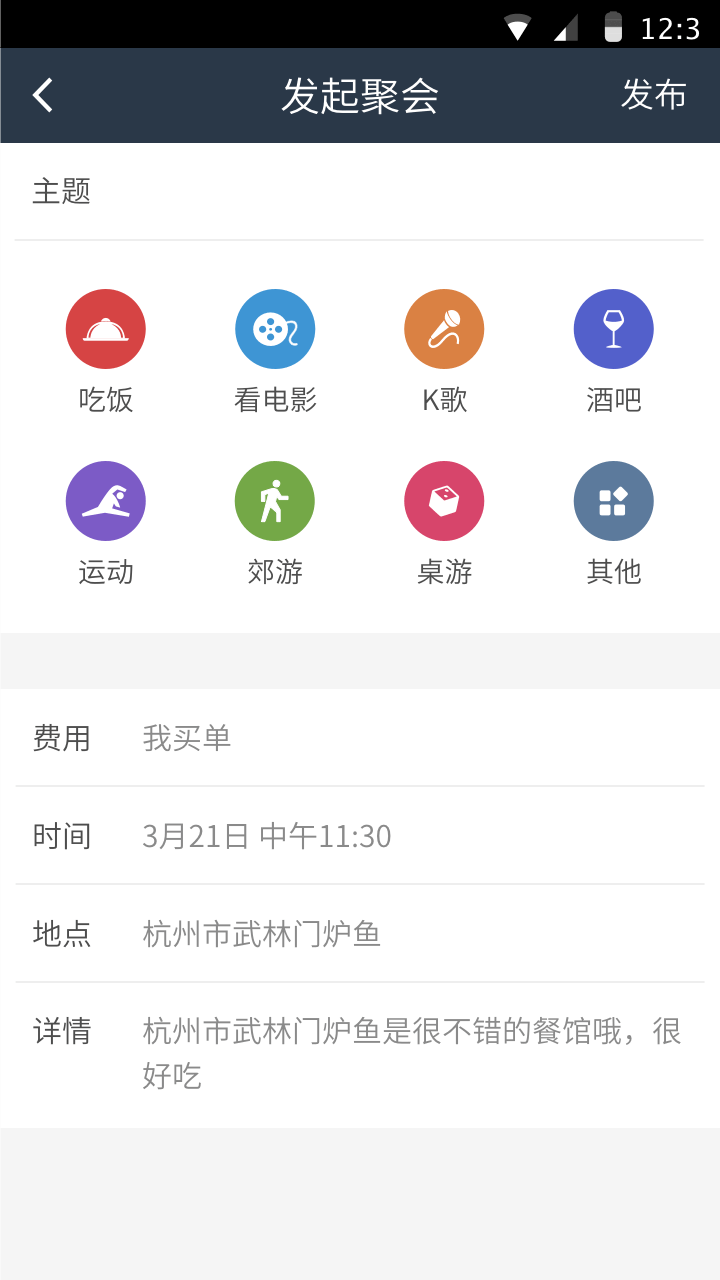 12:3
发起聚会 发布
主题
吃饭 看电影 K歌 酒吧
运动 郊游 桌游 其他
费用 我买单
时间 3月21日 中午11:30
地点 杭州市武林门炉鱼
详情 杭州市武林门炉鱼是很不错的餐馆哦，很
好吃